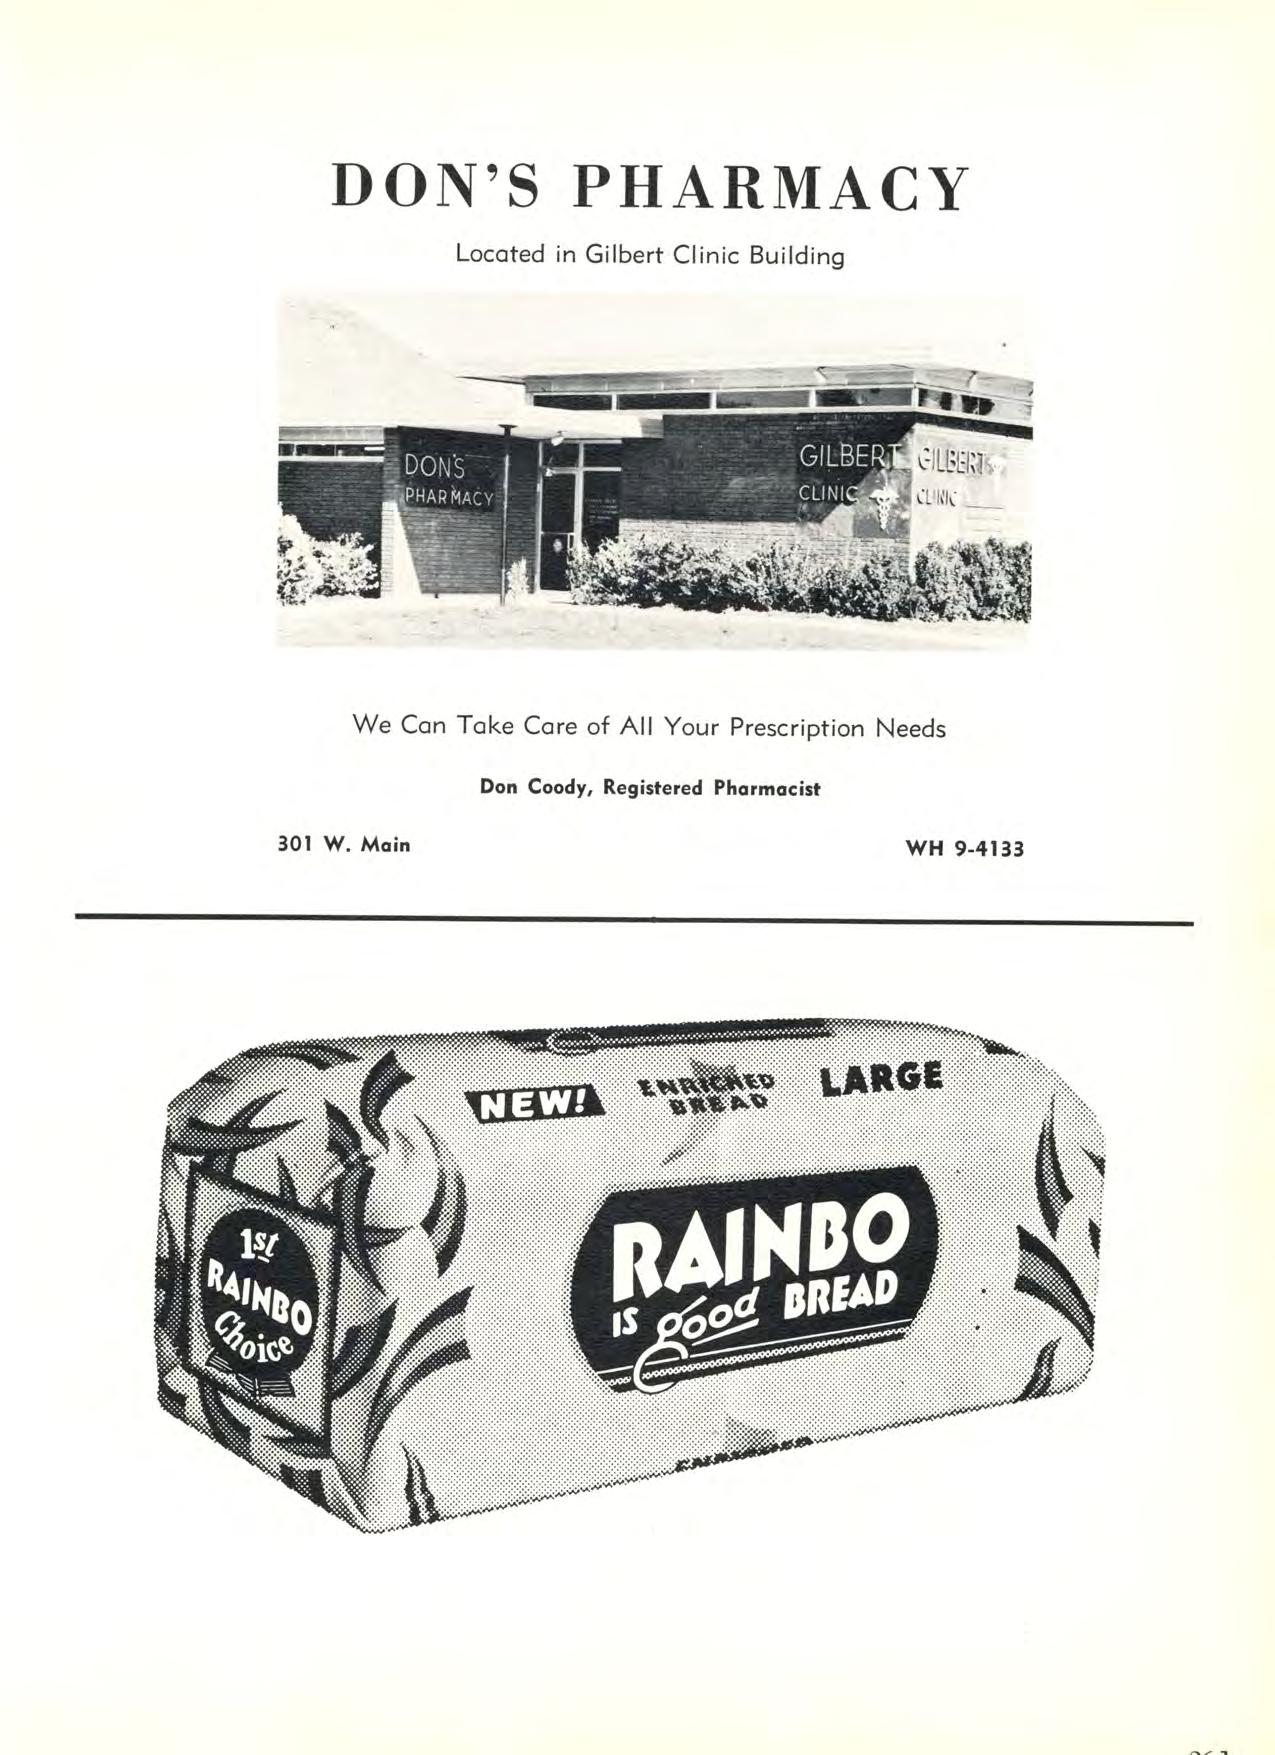 DON'S PHARMACY
Located in Gilbert Clinic Building
DON'S
PHARMACY
GILBERT
CLINIC
GILBERT
CLINIC
We Can Take Care of All Your Prescription Needs
Don Coody, Registered Pharmacist
301 W. Main
WH 9-4133
NEW!
ENRICHED
BREAD
LARGE
1st
RAINBO
Choice
RAINBO
IS good BREAD